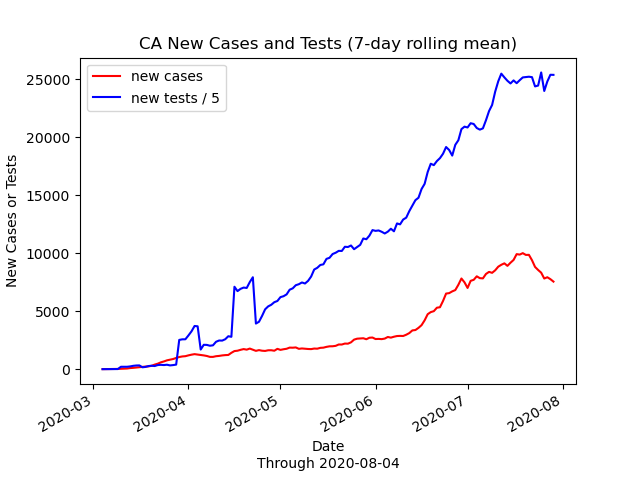 CA New Cases and Tests (7-day rolling mean)
new cases
new tests / 5
25000
20000
15000
10000
5000
0
New Cases or Tests
2020-03
2020-04
2020-05
2020-06
2020-07
2020-08
Date
Through 2020-08-04